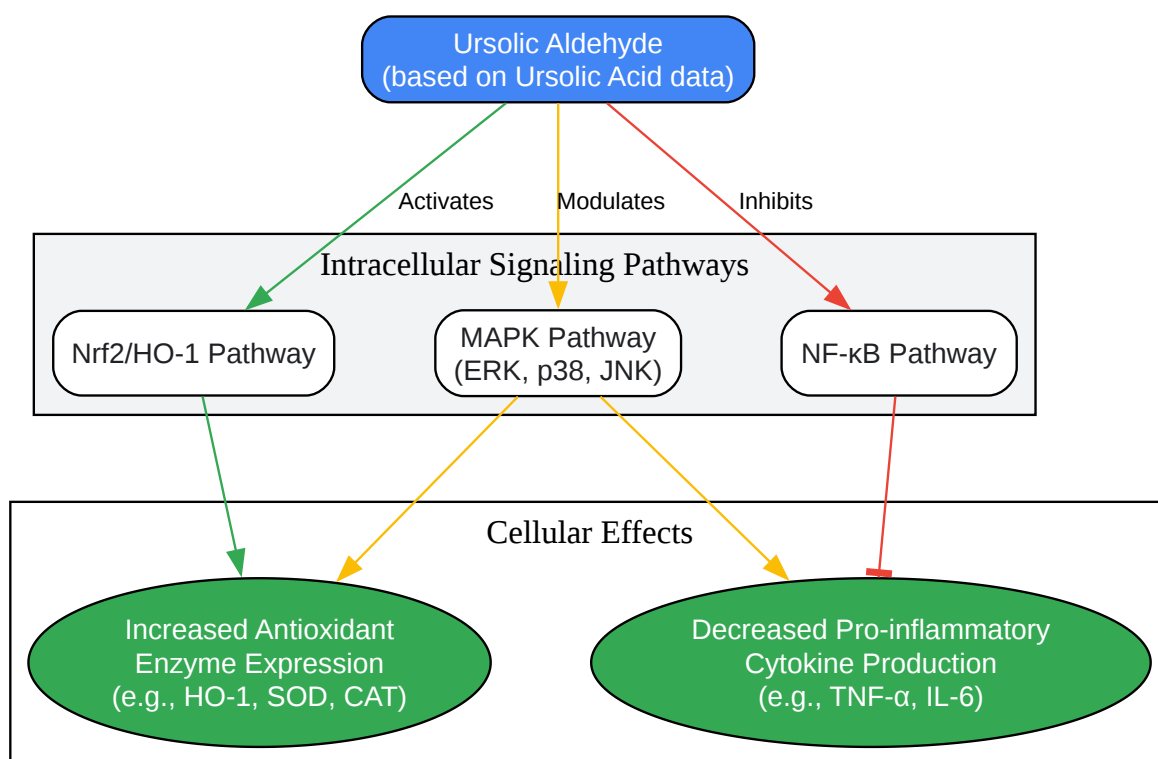 Ursolic Aldehyde
(based on Ursolic Acid data)
Activates
Modulates
Inhibits
Intracellular Signaling Pathways
Nrf2/HO-1 Pathway
MAPK Pathway
(ERK, p38, JNK)
NF-κB Pathway
Cellular Effects
Increased Antioxidant
Enzyme Expression
(e.g., HO-1, SOD, CAT)
Decreased Pro-inflammatory
Cytokine Production
(e.g., TNF-α, IL-6)